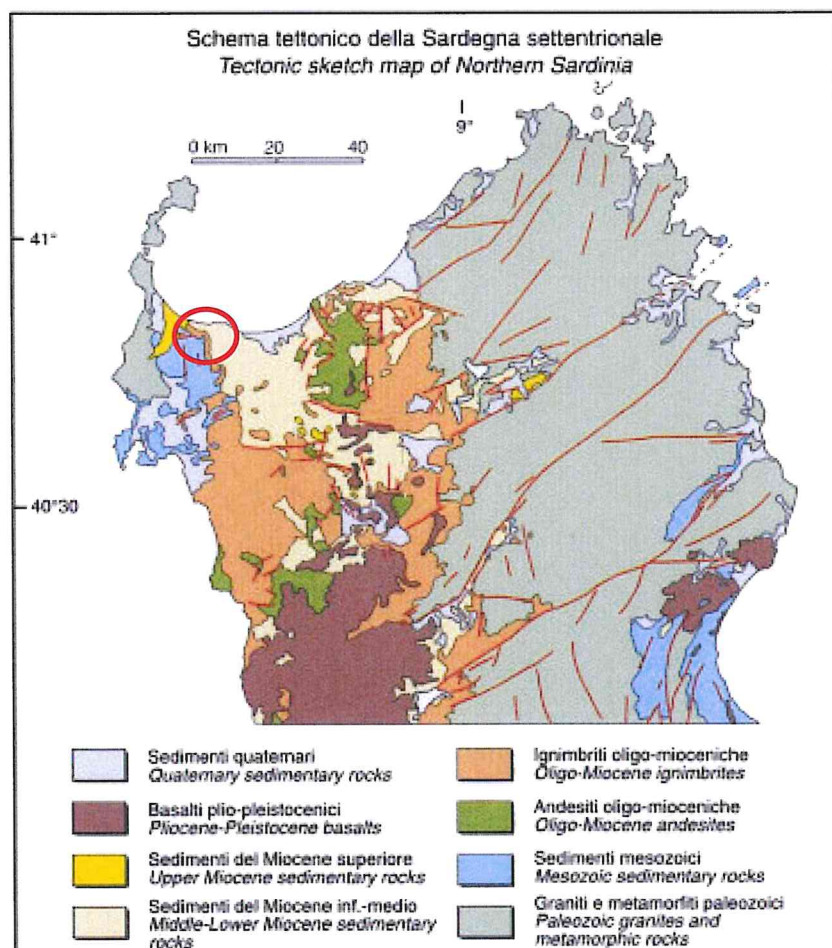 Schema tettonico della Sardegna settentrionale
Tectonic sketch map of Northern Sardinia
9°
0 km 20 40
41°
40°30
Sedimenti quaternari
Quaternary sedimentary rocks
Basalti plio-pleistocenici
Pliocene-Pleistocene basalts
Sedimenti del Miocene superiore
Upper Miocene sedimentary rocks
Sedimenti del Miocene inf.-medio
Middle-Lower Miocene sedimentary
rocks
Ignimbriti oligo-mioceniche
Oligo-Miocene ignimbrites
Andesiti oligo-mioceniche
Oligo-Miocene andesites
Sedimenti mesozoici
Mesozoic sedimentary rocks
Graniti e metamorfiti paleozoici
Paleozoic granites and
metamorphic rocks